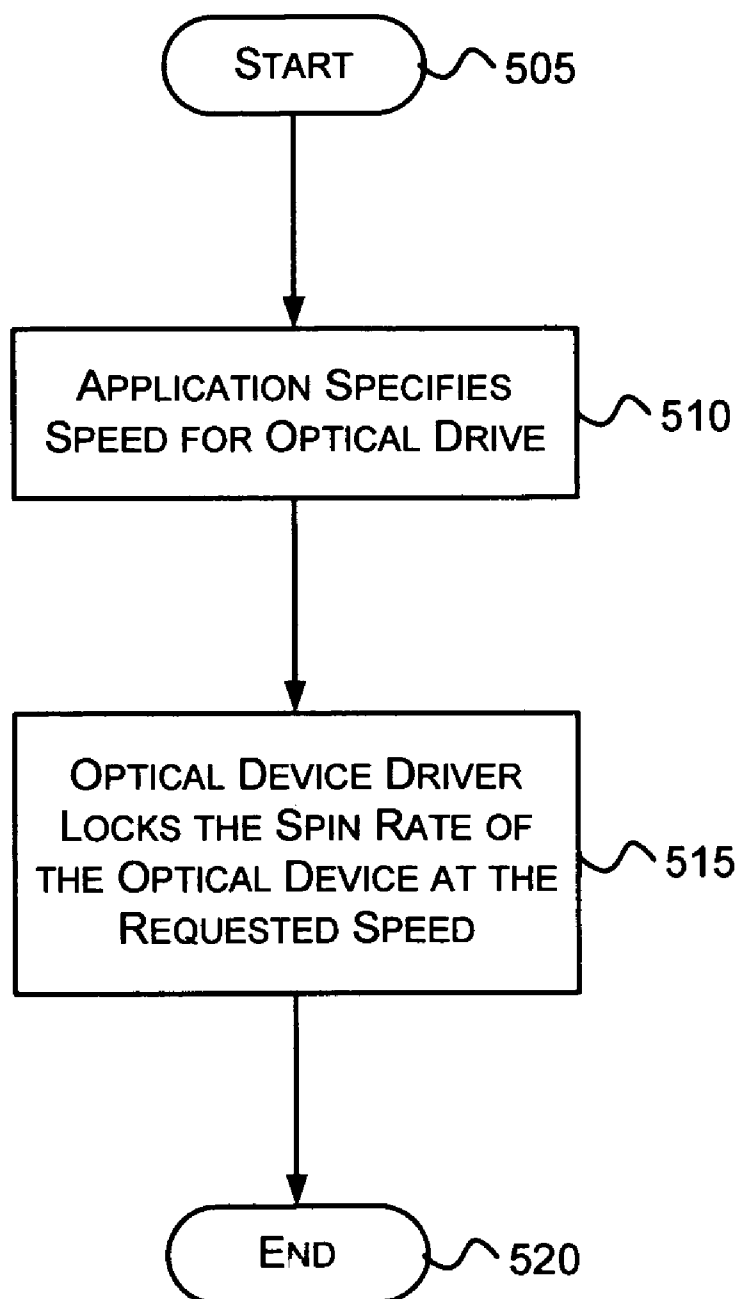 START
505
APPLICATION SPECIFIES
SPEED FOR OPTICAL DRIVE
510
OPTICAL DEVICE DRIVER
LOCKS THE SPIN RATE OF
THE OPTICAL DEVICE AT THE
REQUESTED SPEED
515
END
520